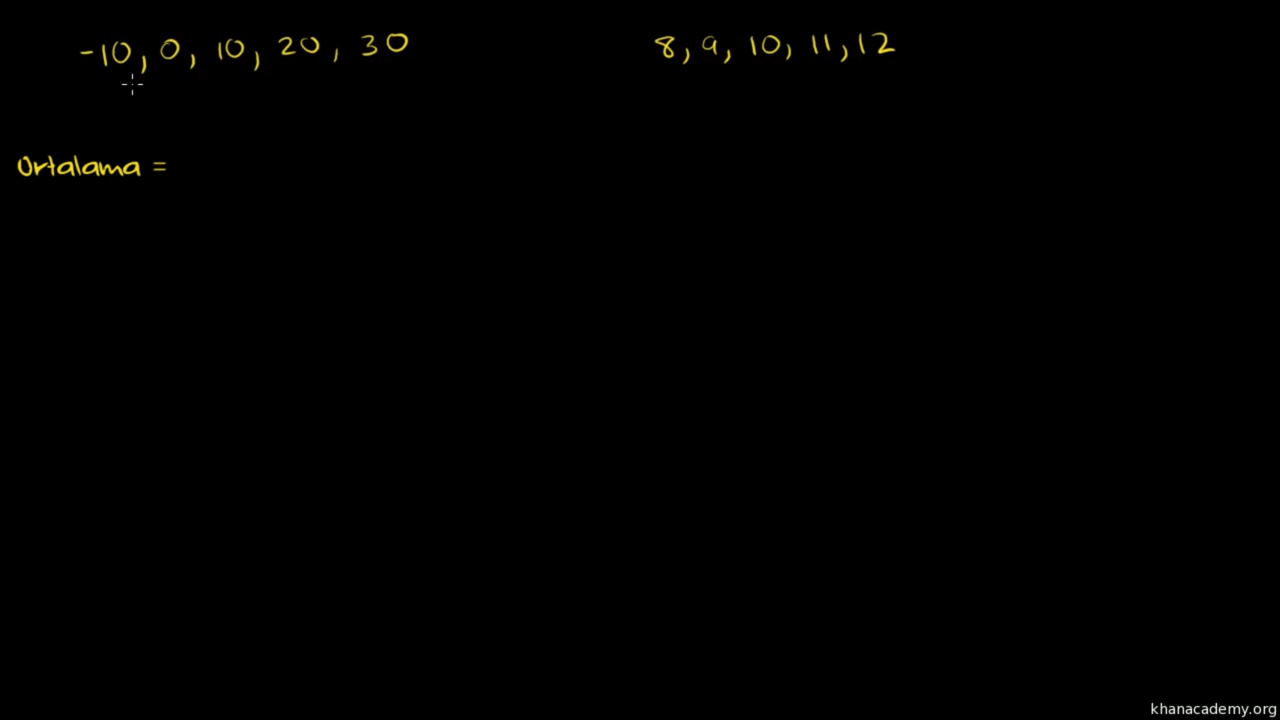 -10, 0, 10, 20, 30
8, 9, 10, 11, 12
Ortalama =
khanacademy.org